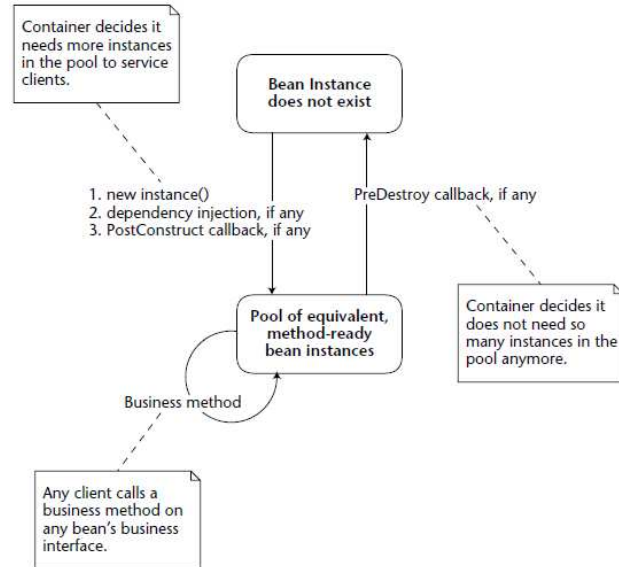 Container decides it
needs more instances
in the pool to service
clients.
Bean Instance
does not exist
1. new instance()
2. dependency injection, if any
3. PostConstruct callback, if any
PreDestroy callback, if any
Pool of equivalent,
method-ready
bean instances
Container decides it
does not need so
many instances in the
pool anymore.
Business method
Any client calls a
business method on
any bean’s business
interface.